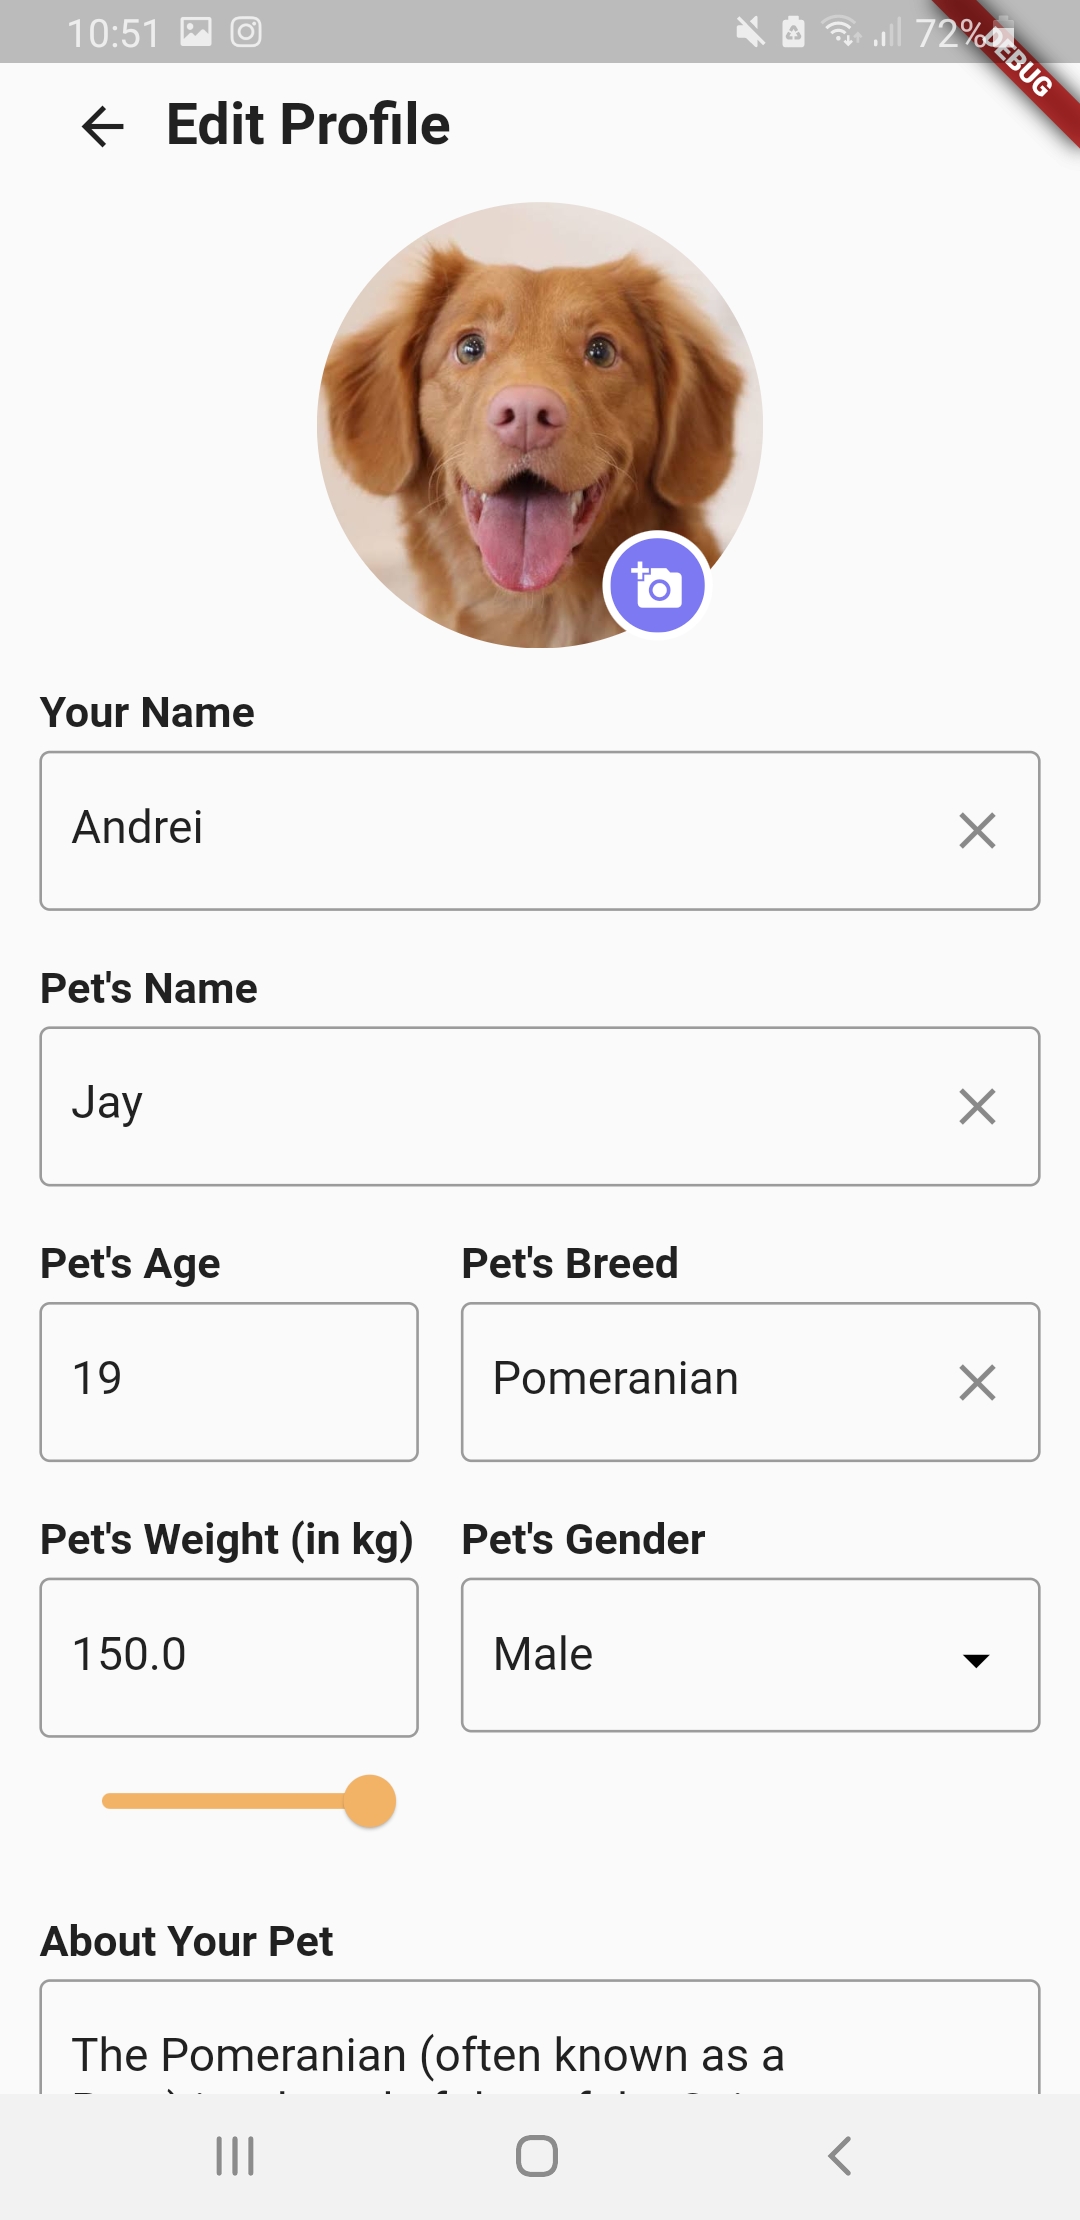 10:51
72%
DEBUG
Edit Profile
Your Name
Andrei
Pet's Name
Jay
Pet's Age
Pet's Breed
19
Pomeranian
Pet's Weight (in kg)
Pet's Gender
150.0
Male
About Your Pet
The Pomeranian (often known as a